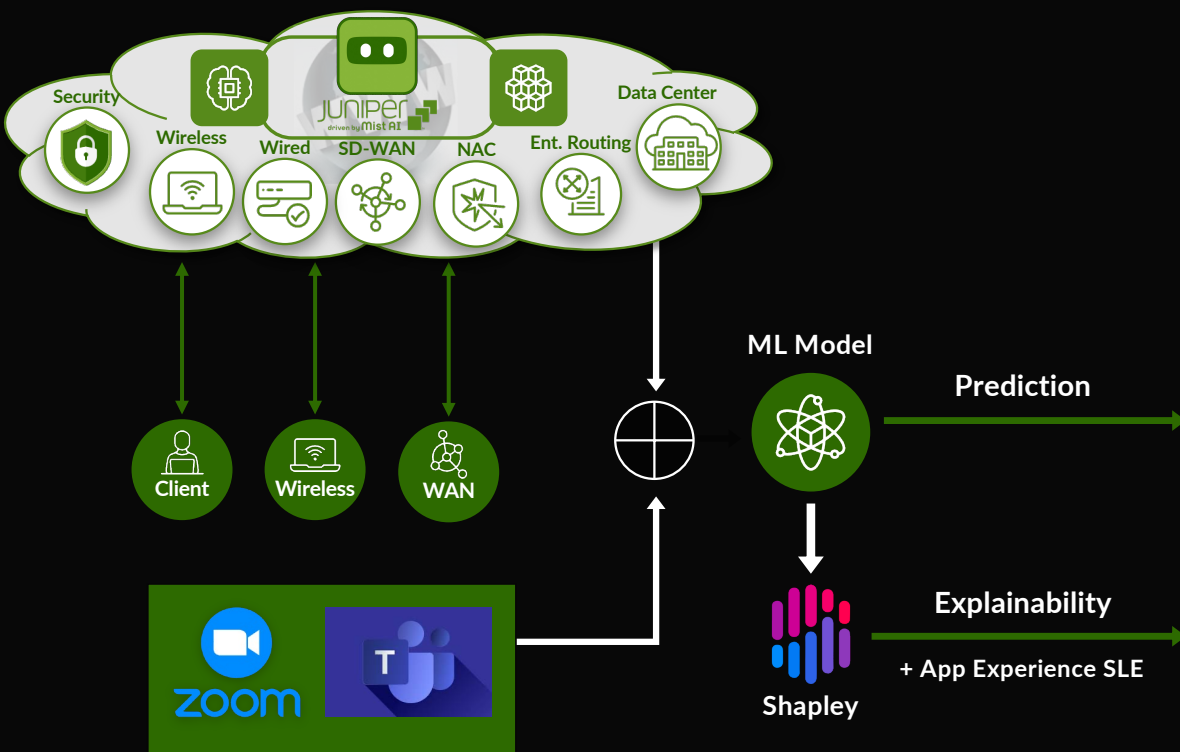 Security
Wireless
Wired
SD-WAN
NAC
Ent. Routing
Data Center
JUNIPER
driven by Mist AI
Client
Wireless
WAN
ML Model
Prediction
zoom
T
Shapley
Explainability
+ App Experience SLE